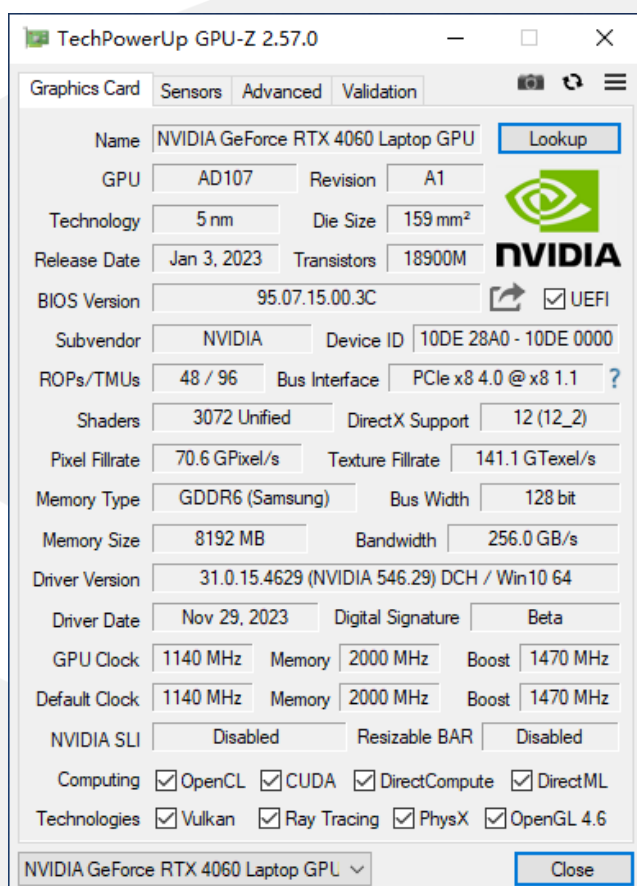 TechPowerUp GPU-Z 2.57.0
Graphics Card Sensors Advanced Validation
Name NVIDIA GeForce RTX 4060 Laptop GPU Lookup
GPU AD107 Revision A1
Technology 5 nm Die Size 159 mm²
Release Date Jan 3, 2023 Transistors 18900M
NVIDIA
BIOS Version 95.07.15.00.3C UEFI
Subvendor NVIDIA Device ID 10DE 28A0 - 10DE 0000
ROPs/TMUs 48 / 96 Bus Interface PCIe x8 4.0 @ x8 1.1 ?
Shaders 3072 Unified DirectX Support 12 (12_2)
Pixel Fillrate 70.6 GPixel/s Texture Fillrate 141.1 GTexel/s
Memory Type GDDR6 (Samsung) Bus Width 128 bit
Memory Size 8192 MB Bandwidth 256.0 GB/s
Driver Version 31.0.15.4629 (NVIDIA 546.29) DCH / Win10 64
Driver Date Nov 29, 2023 Digital Signature Beta
GPU Clock 1140 MHz Memory 2000 MHz Boost 1470 MHz
Default Clock 1140 MHz Memory 2000 MHz Boost 1470 MHz
NVIDIA SLI Disabled Resizable BAR Disabled
Computing OpenCL CUDA DirectCompute DirectML
Technologies Vulkan Ray Tracing PhysX OpenGL 4.6
NVIDIA GeForce RTX 4060 Laptop GPU Close